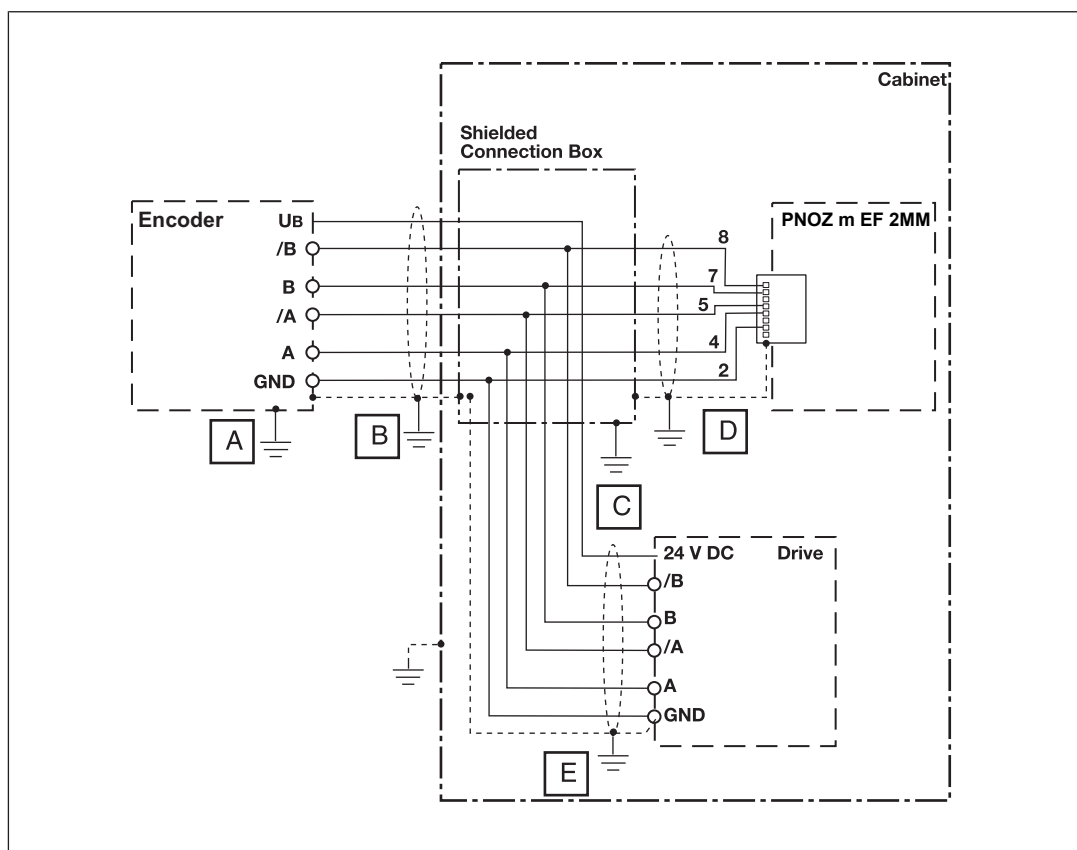 Cabinet
Shielded
Connection Box
Encoder
UB
/B
B
/A
A
GND
PNOZ m EF 2MM
8
7
5
4
2
A
B
C
D
24 V DC
Drive
/B
B
/A
A
GND
E